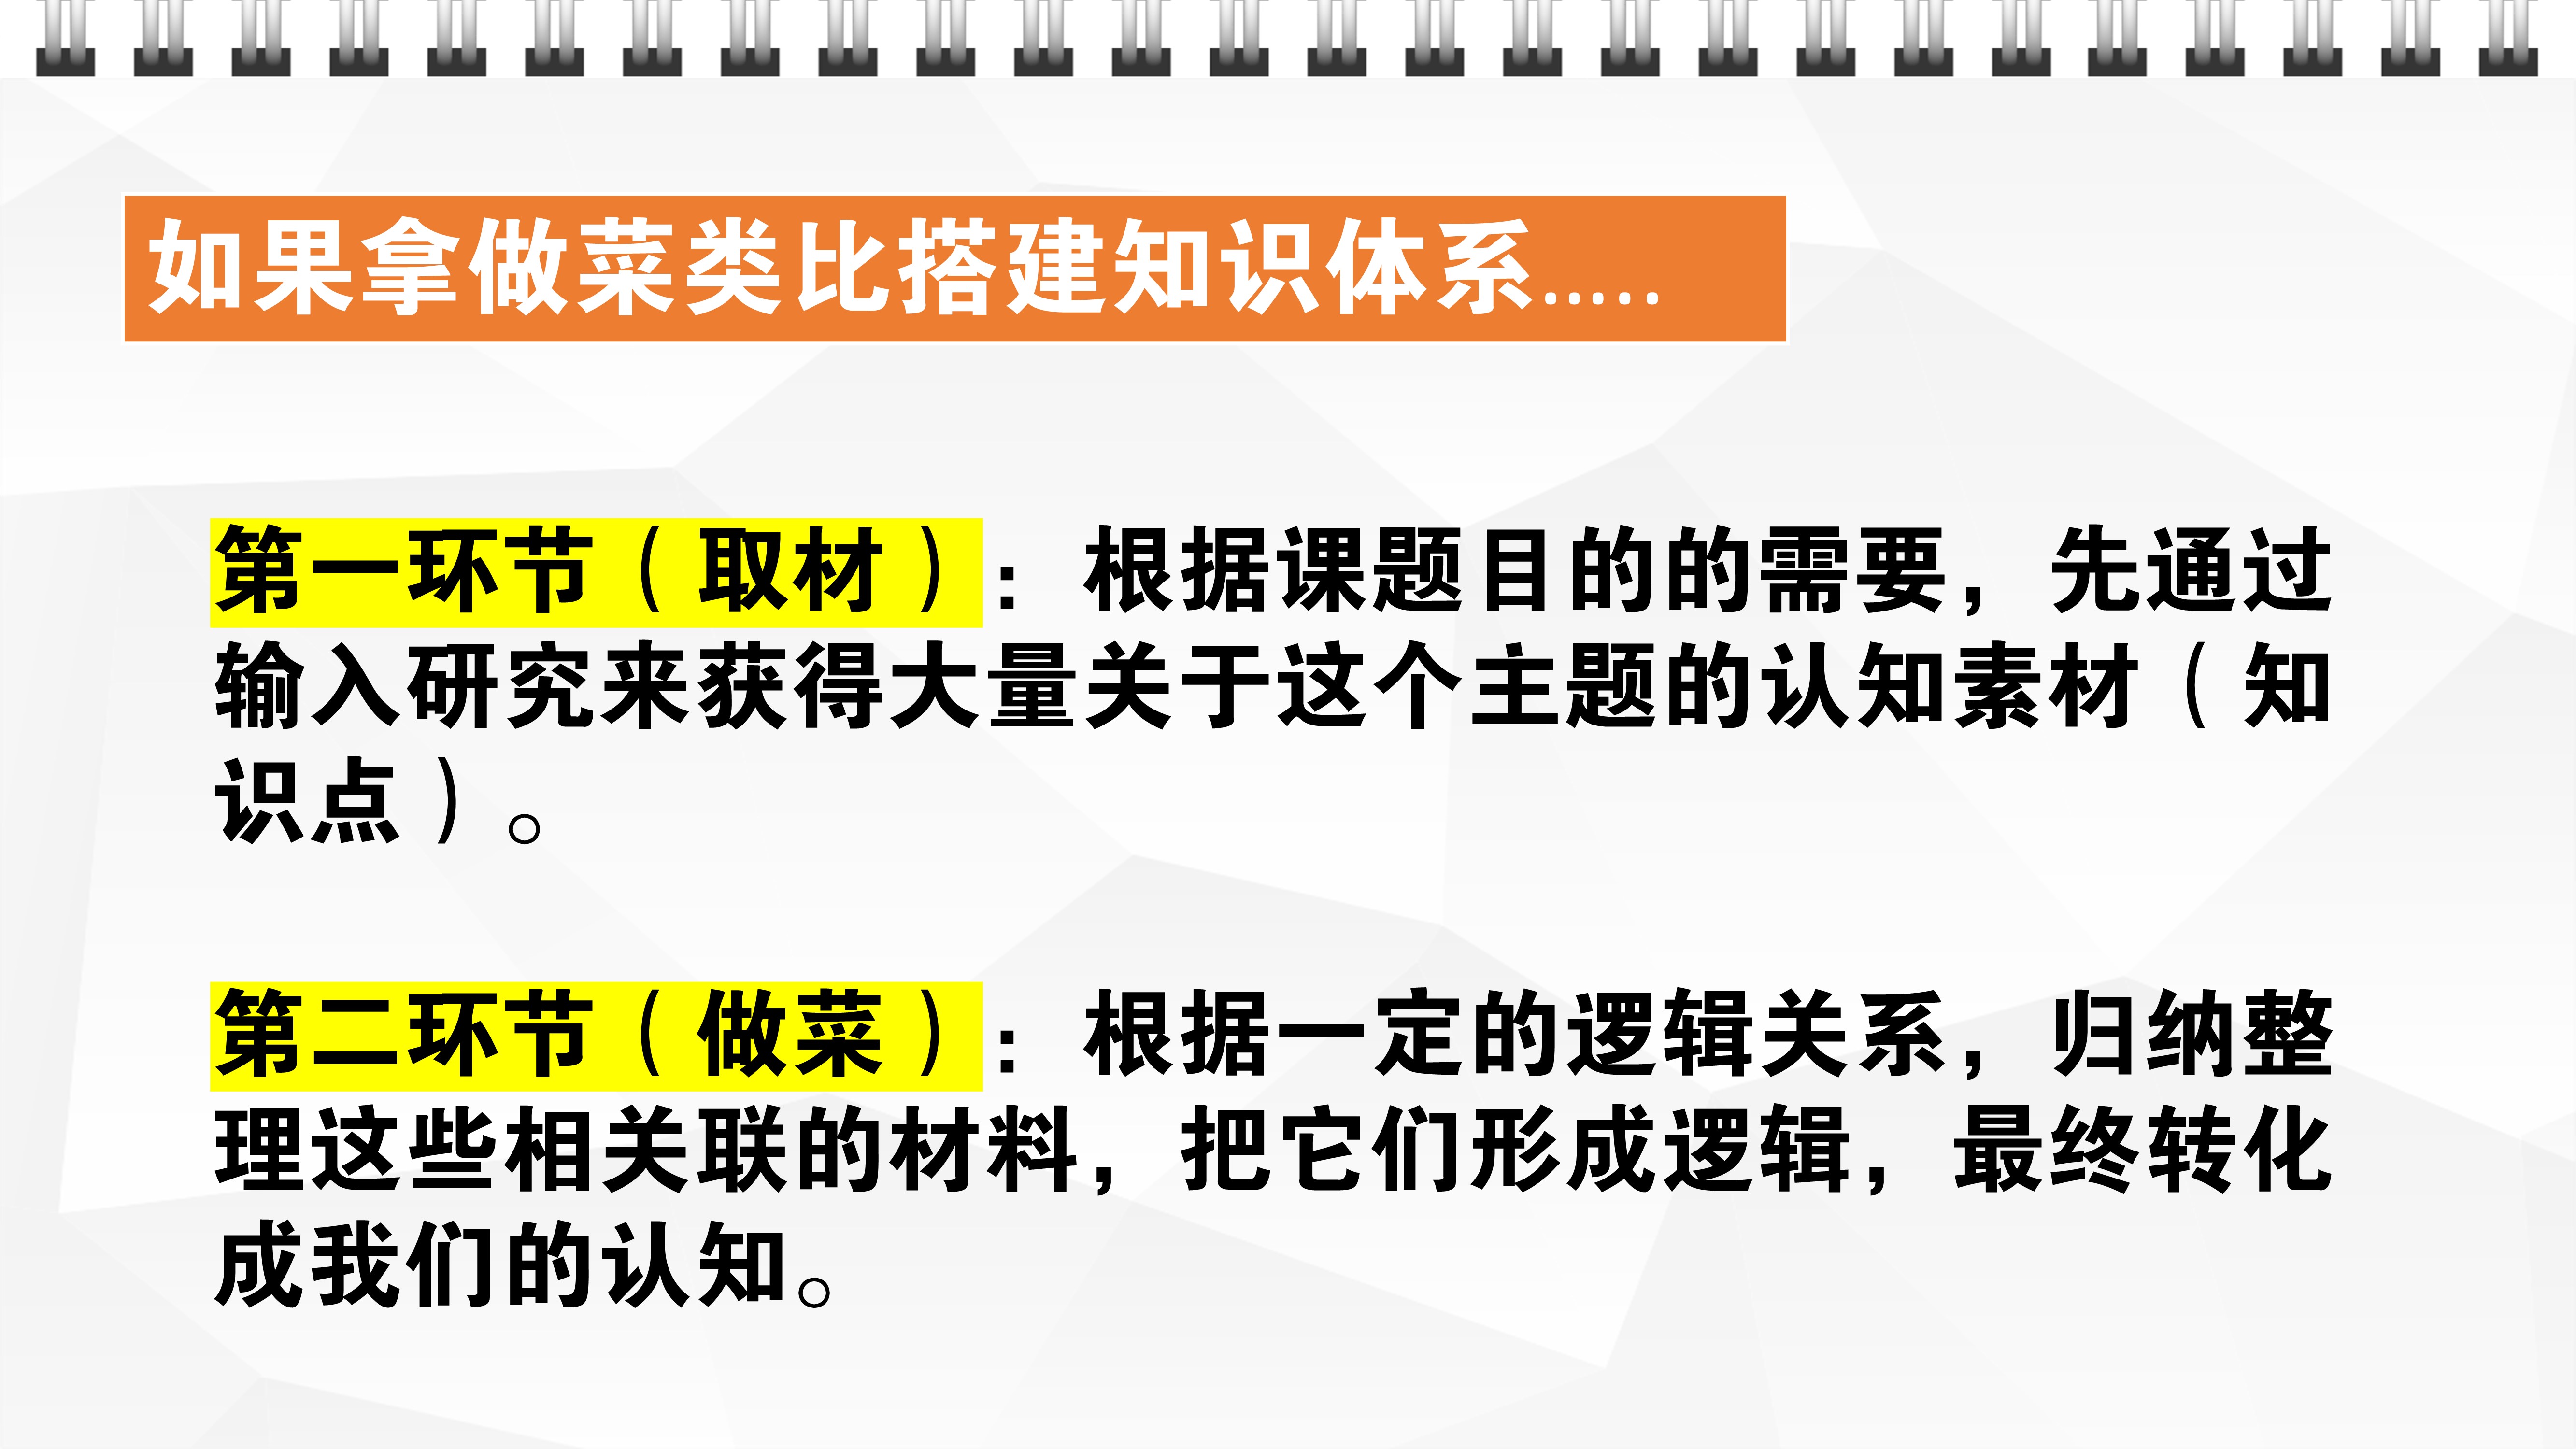 如果拿做菜类比搭建知识体系.....
第一环节（取材）：根据课题目的的需要，先通过
输入研究来获得大量关于这个主题的认知素材（知
识点）。
第二环节（做菜）：根据一定的逻辑关系，归纳整
理这些相关联的材料，把它们形成逻辑，最终转化
成我们的认知。